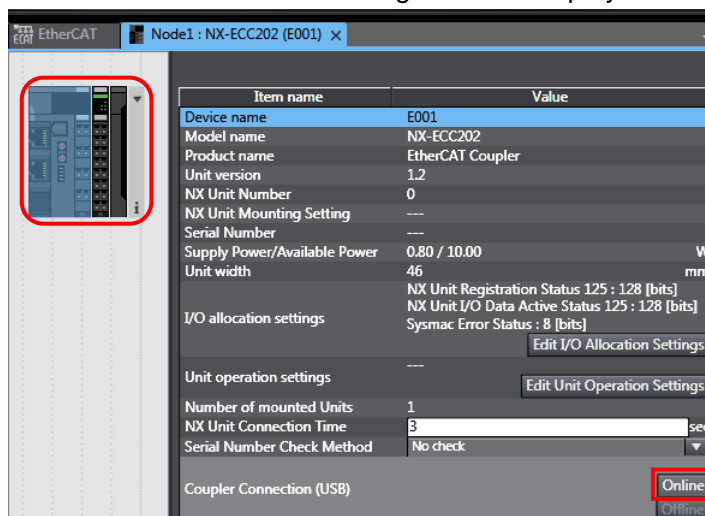 EtherCAT Node1 : NX-ECC202 (E001) ×
Item name Value
Device name E001
Model name NX-ECC202
Product name EtherCAT Coupler
Unit version 1.2
NX Unit Number 0
NX Unit Mounting Setting ---
Serial Number ---
Supply Power/Available Power 0.80 / 10.00 W
Unit width 46 mm
I/O allocation settings
NX Unit Registration Status 125 : 128 [bits]
NX Unit I/O Data Active Status 125 : 128 [bits]
Sysmac Error Status : 8 [bits]
Edit I/O Allocation Settings
Unit operation settings ---
Edit Unit Operation Settings
Number of mounted Units 1
NX Unit Connection Time 3 sec
Serial Number Check Method No check
Coupler Connection (USB) Online
Offline